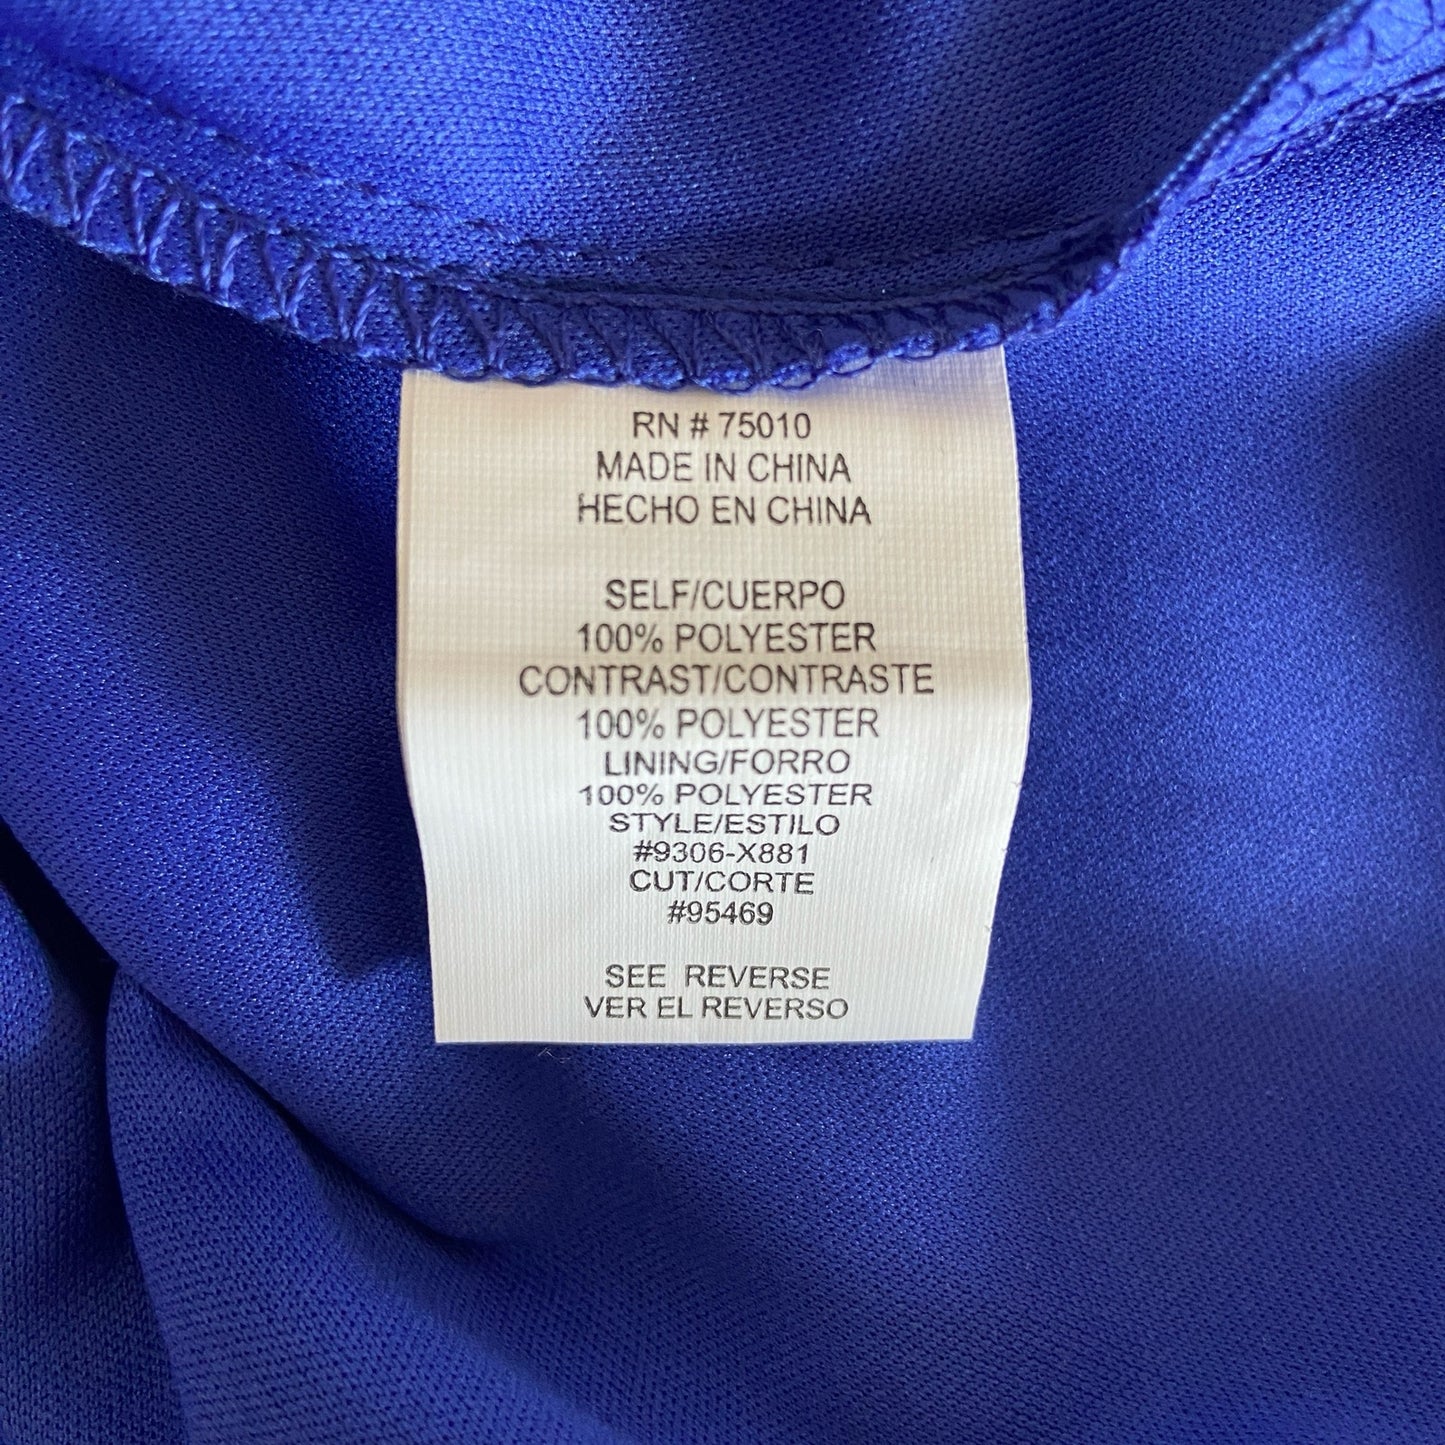 RN # 75010
MADE IN CHINA
HECHO EN CHINA
SELF/CUERPO
100% POLYESTER
CONTRAST/CONTRASTE
100% POLYESTER
LINING/FORRO
100% POLYESTER
STYLE/ESTILO
#9306-X881
CUT/CORTE
#95469
SEE REVERSE
VER EL REVERSO